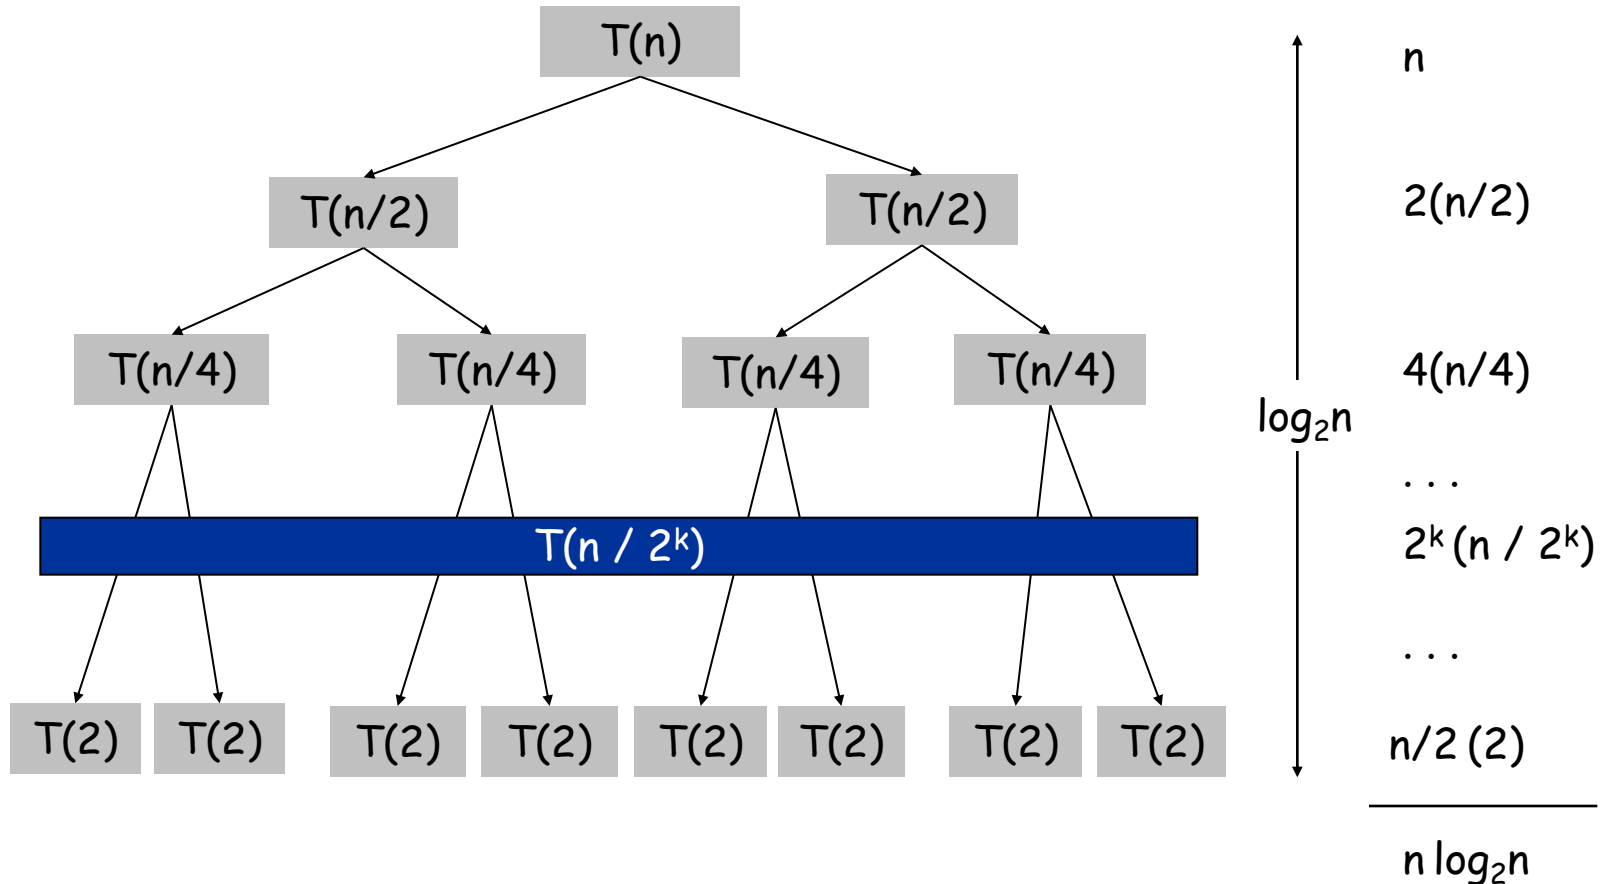 T(n)
n
T(n/2) T(n/2)
2(n/2)
T(n/4) T(n/4) T(n/4) T(n/4)
4(n/4)
log₂n
. . .
T(n / 2ᵏ)
2ᵏ (n / 2ᵏ)
. . .
T(2) T(2) T(2) T(2) T(2) T(2) T(2) T(2)
n/2 (2)
n log₂n